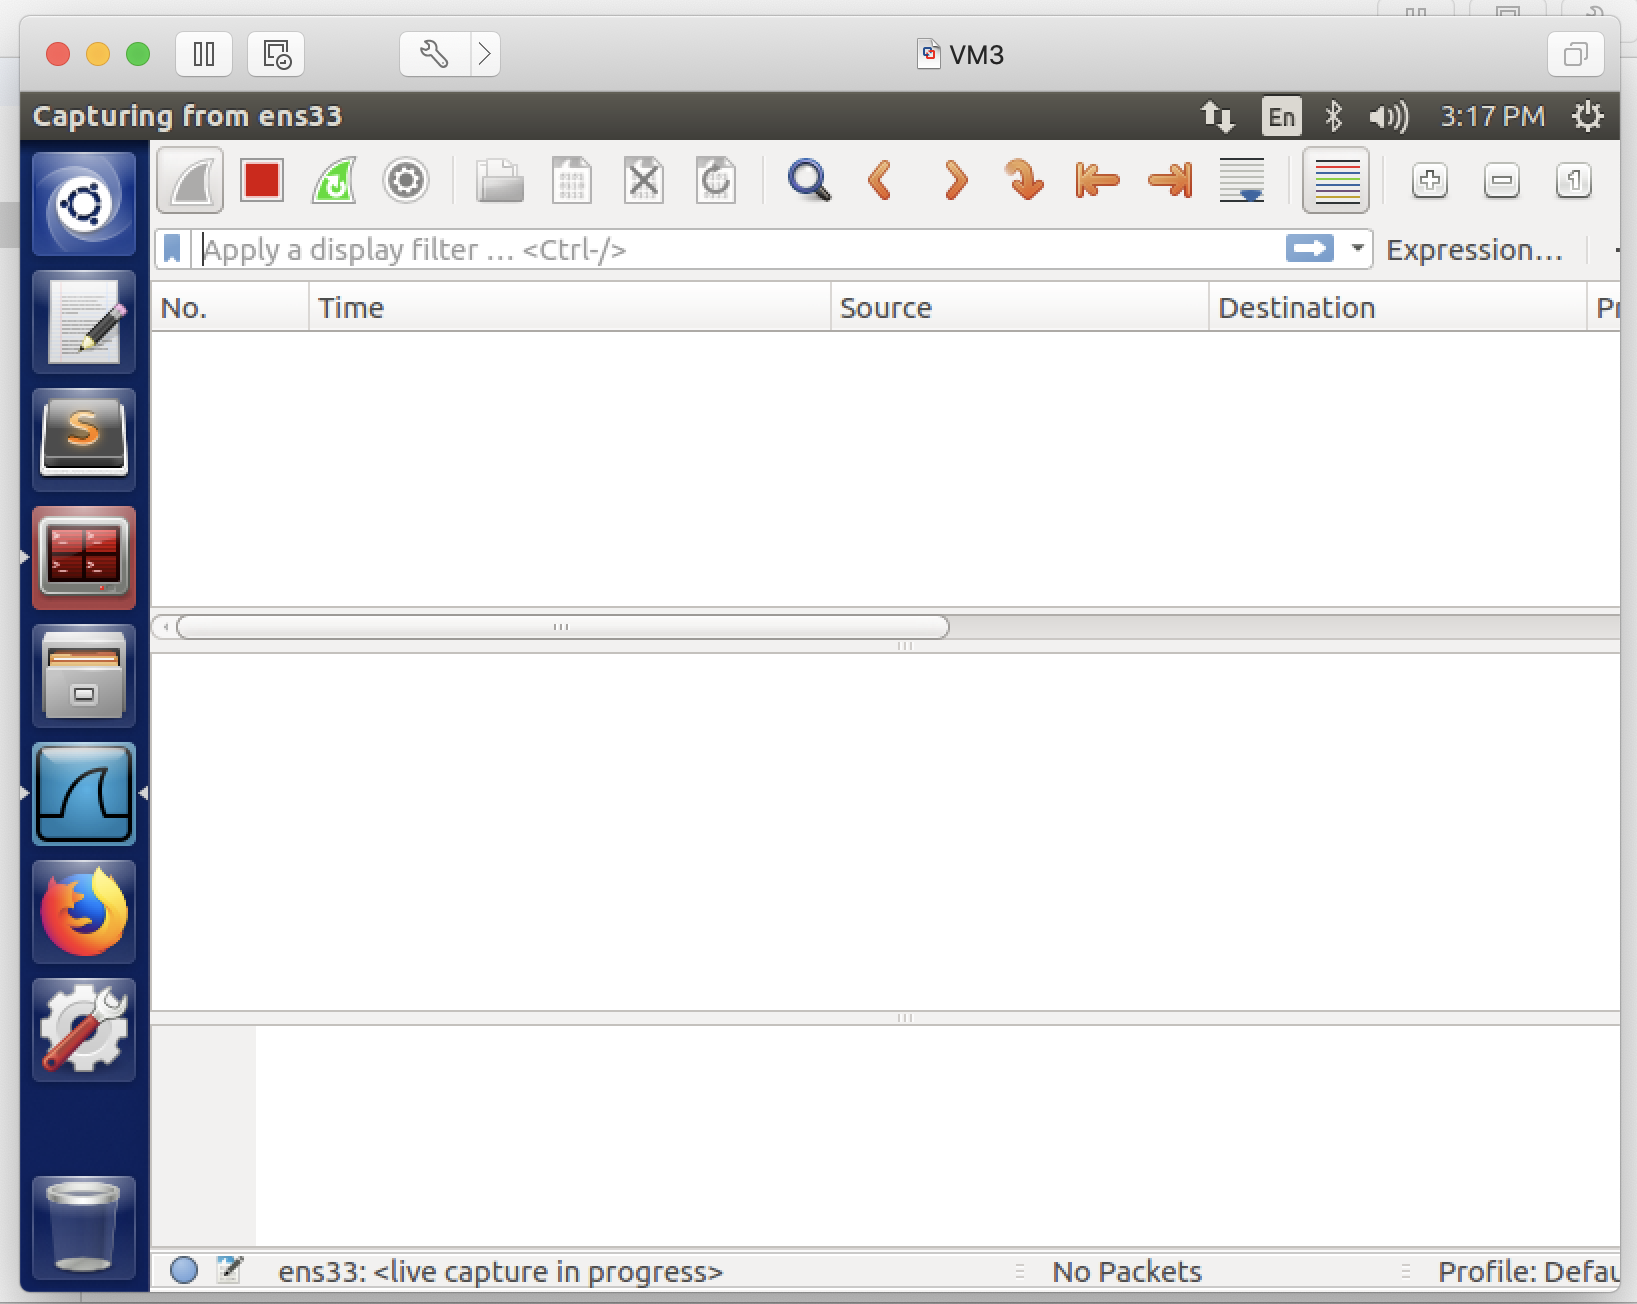 VM3
Capturing from ens33
En
3:17 PM
Apply a display filter … <Ctrl-/>
Expression…
No. Time Source Destination Pr
ens33: <live capture in progress> No Packets Profile: Defau